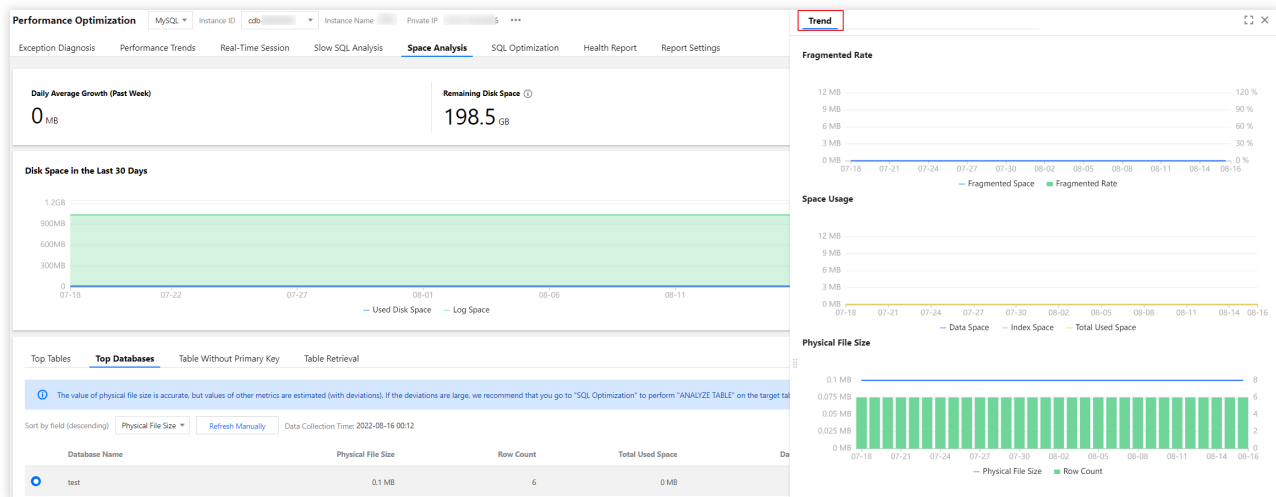 Performance Optimization MySQL Instance ID cdb- Instance Name Private IP 6 •••
Exception Diagnosis Performance Trends Real-Time Session Slow SQL Analysis Space Analysis SQL Optimization Health Report Report Settings
Daily Average Growth (Past Week)
0 MB
Remaining Disk Space
198.5 GB
Disk Space in the Last 30 Days
1.2GB
900MB
600MB
300MB
0
07-18 07-22 07-27 08-01 08-06 08-11
Used Disk Space Log Space
Top Tables Top Databases Table Without Primary Key Table Retrieval
The value of physical file size is accurate, but values of other metrics are estimated (with deviations). If the deviations are large, we recommend that you go to "SQL Optimization" to perform "ANALYZE TABLE" on the target tal
Sort by field (descending) Physical File Size Refresh Manually Data Collection Time: 2022-08-16 00:12
Database Name Physical File Size Row Count Total Used Space Da
test 0.1 MB 6 0 MB
Trend
Fragmented Rate
12 MB 120 %
9 MB 90 %
6 MB 60 %
3 MB 30 %
0 MB 0 %
07-18 07-21 07-24 07-27 07-30 08-02 08-05 08-08 08-11 08-14 08-16
Fragmented Space Fragmented Rate
Space Usage
12 MB
9 MB
6 MB
3 MB
0 MB
07-18 07-21 07-24 07-27 07-30 08-02 08-05 08-08 08-11 08-14 08-16
Data Space Index Space Total Used Space
Physical File Size
0.1 MB 8
0.075 MB 6
0.05 MB 4
0.025 MB 2
0 MB 0
07-18 07-21 07-24 07-27 07-30 08-02 08-05 08-08 08-11 08-14 08-16
Physical File Size Row Count